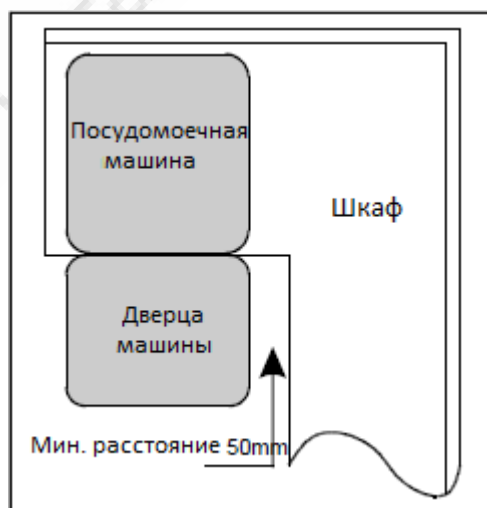 Посудомоечная
машина
Шкаф
Дверца
машины
Мин. расстояние 50mm